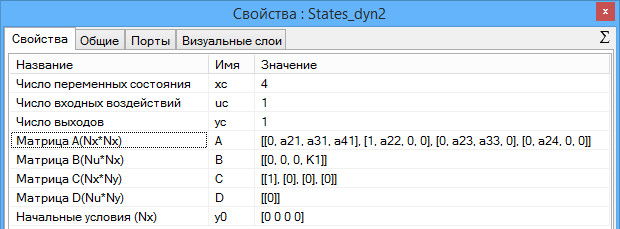 Свойства : States_dyn2
x
Свойства Общие Порты Визуальные слои Σ
Название Имя Значение
Число переменных состояния xc 4
Число входных воздействий uc 1
Число выходов yc 1
Матрица A(Nx*Nx) A [[0, a21, a31, a41], [1, a22, 0, 0], [0, a23, a33, 0], [0, a24, 0, 0]]
Матрица B(Nu*Nx) B [[0, 0, 0, K1]]
Матрица C(Nx*Ny) C [[1], [0], [0], [0]]
Матрица D(Nu*Ny) D [[0]]
Начальные условия (Nx) y0 [0 0 0 0]